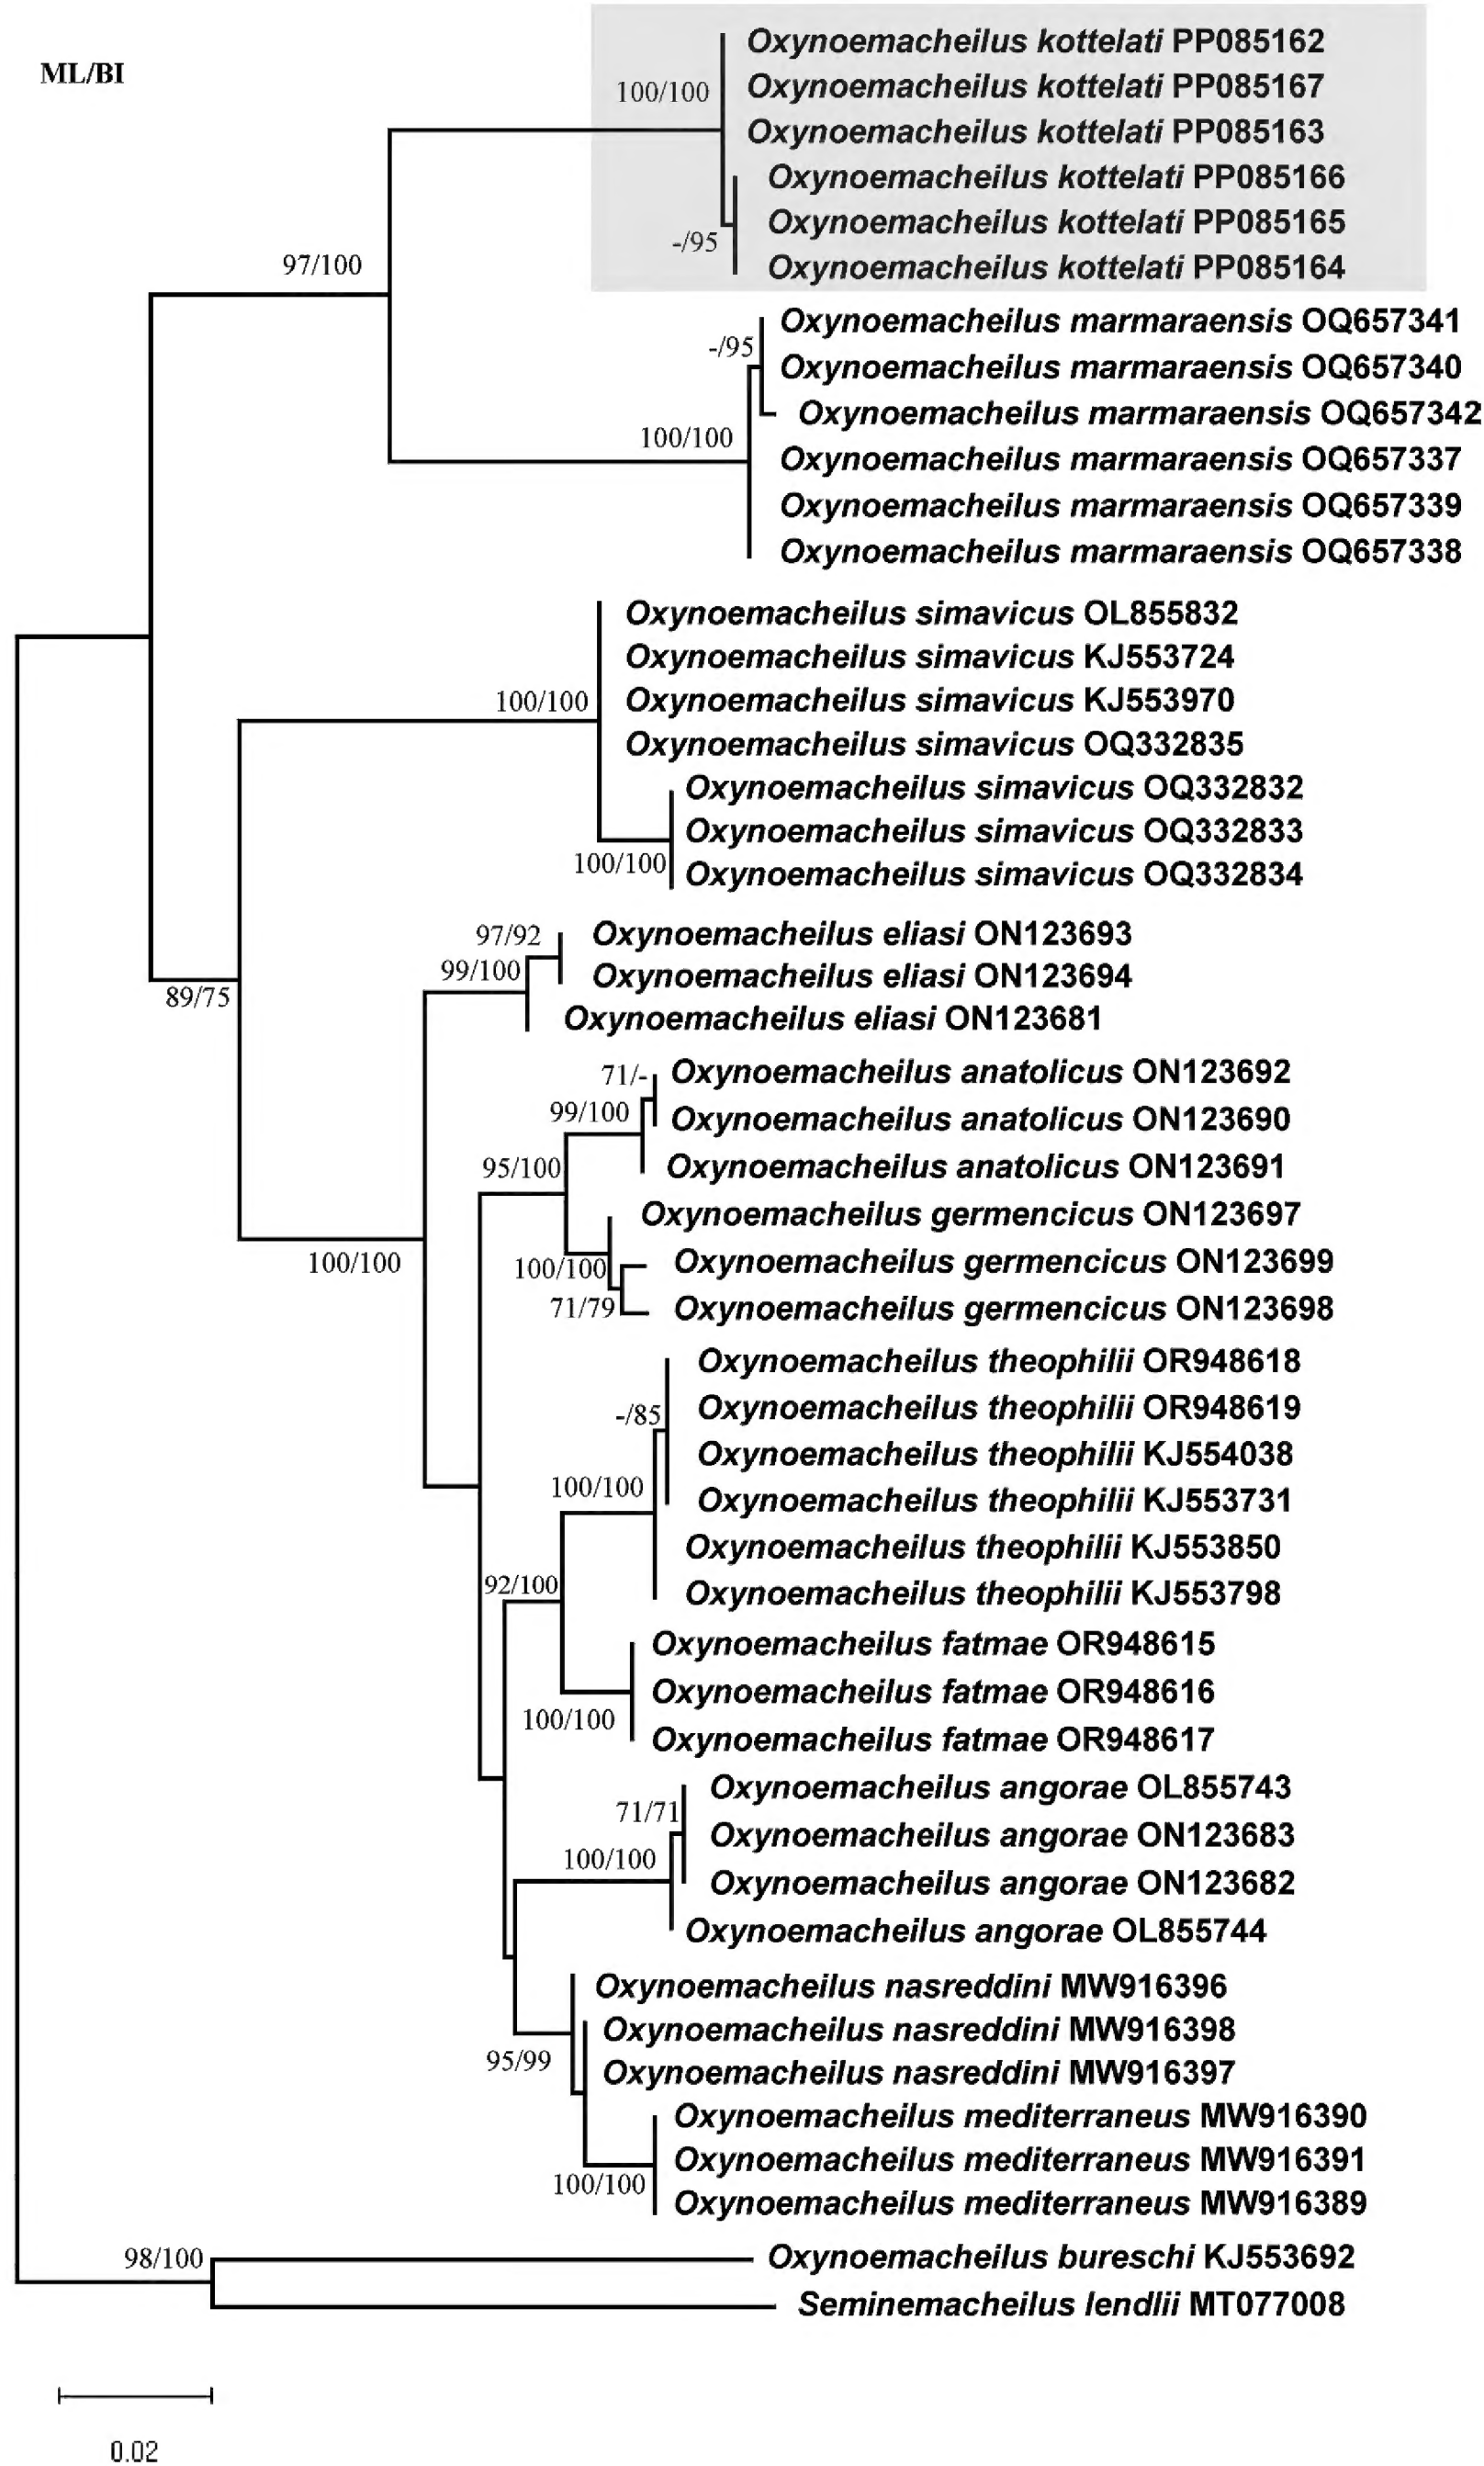 ML/BI
Oxynoemacheilus kottelati PP085162
100/100
Oxynoemacheilus kottelati PP085167
Oxynoemacheilus kottelati PP085163
Oxynoemacheilus kottelati PP085166
Oxynoemacheilus kottelati PP085165
-/95
Oxynoemacheilus kottelati PP085164
97/100
Oxynoemacheilus marmaraensis OQ657341
-/95
Oxynoemacheilus marmaraensis OQ657340
Oxynoemacheilus marmaraensis OQ657342
100/100
Oxynoemacheilus marmaraensis OQ657337
Oxynoemacheilus marmaraensis OQ657339
Oxynoemacheilus marmaraensis OQ657338
Oxynoemacheilus simavicus OL855832
Oxynoemacheilus simavicus KJ553724
100/100
Oxynoemacheilus simavicus KJ553970
Oxynoemacheilus simavicus OQ332835
Oxynoemacheilus simavicus OQ332832
Oxynoemacheilus simavicus OQ332833
100/100
Oxynoemacheilus simavicus OQ332834
97/92
Oxynoemacheilus eliasi ON123693
99/100
Oxynoemacheilus eliasi ON123694
89/75
Oxynoemacheilus eliasi ON123681
71/-
Oxynoemacheilus anatolicus ON123692
99/100
Oxynoemacheilus anatolicus ON123690
95/100
Oxynoemacheilus anatolicus ON123691
Oxynoemacheilus germencicus ON123697
100/100
100/100
Oxynoemacheilus germencicus ON123699
71/79
Oxynoemacheilus germencicus ON123698
Oxynoemacheilus theophilii OR948618
-/85
Oxynoemacheilus theophilii OR948619
Oxynoemacheilus theophilii KJ554038
100/100
Oxynoemacheilus theophilii KJ553731
Oxynoemacheilus theophilii KJ553850
92/100
Oxynoemacheilus theophilii KJ553798
Oxynoemacheilus fatmae OR948615
Oxynoemacheilus fatmae OR948616
100/100
Oxynoemacheilus fatmae OR948617
Oxynoemacheilus angorae OL855743
71/71
Oxynoemacheilus angorae ON123683
100/100
Oxynoemacheilus angorae ON123682
Oxynoemacheilus angorae OL855744
Oxynoemacheilus nasreddini MW916396
Oxynoemacheilus nasreddini MW916398
95/99
Oxynoemacheilus nasreddini MW916397
Oxynoemacheilus mediterraneus MW916390
Oxynoemacheilus mediterraneus MW916391
100/100
Oxynoemacheilus mediterraneus MW916389
98/100
Oxynoemacheilus bureschi KJ553692
Seminemacheilus lendlii MT077008
0.02